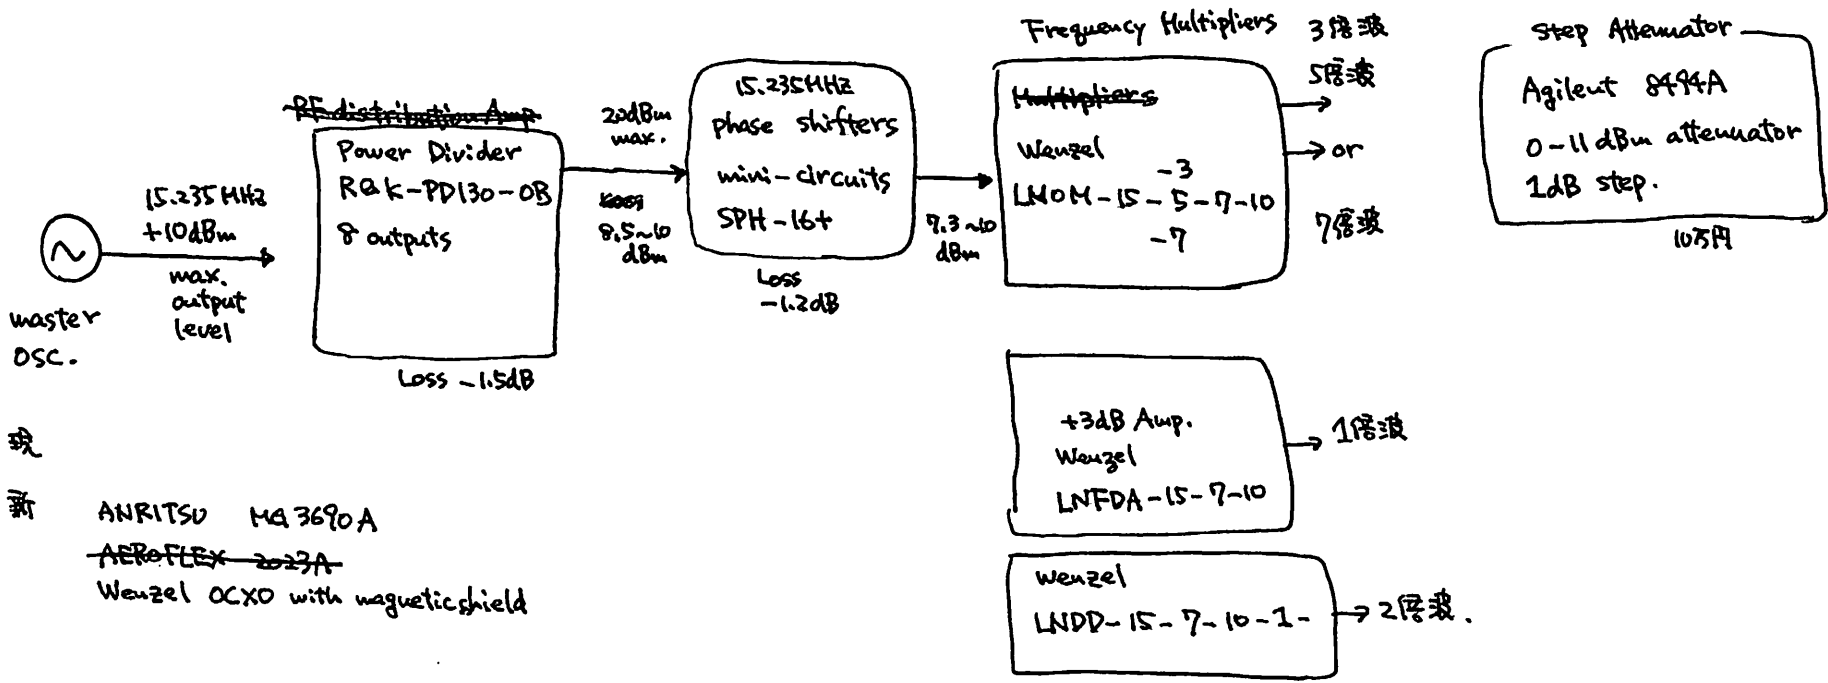 Frequency Multipliers
3倍波
5倍波
or
7倍波
Step Attenuator
Agilent 8494A
0-11 dBm attenuator
1dB step.
10万円
RF distribution Amp
Power Divider
R&K-PD130-0B
8 outputs
Loss -1.5dB
15.235MHz
+10dBm
max.
output
level
master
OSC.
20dBm
max.
Loss
8.5~10
dBm
15.235MHz
phase shifters
mini-circuits
SPH-16+
Loss
-1.2dB
7.3~10
dBm
Multipliers
Wenzel
-3
LNOM-15-5-7-10
-7
+3dB Amp.
Wenzel
LNFDA-15-7-10
1倍波
Wenzel
LNDD-15-7-10-1-
2倍波.
現
新
ANRITSU MG3690A
AEROFLEX 2023A
Wenzel OCXO with magneticshield